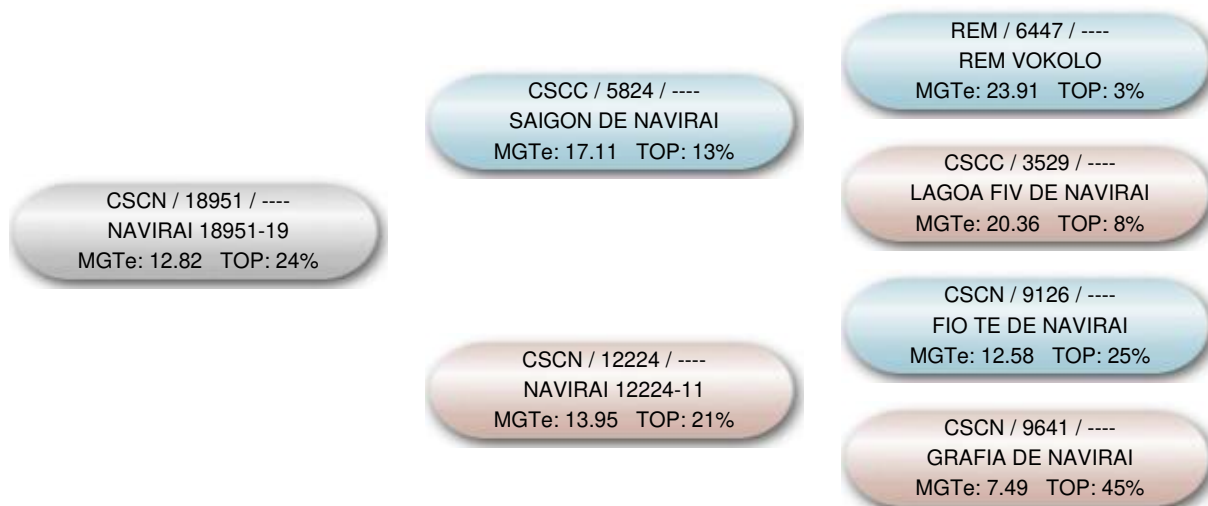 REM / 6447 / ----
REM VOKOLO
MGTe: 23.91 TOP: 3%
CSCC / 5824 / ----
SAIGON DE NAVIRAI
MGTe: 17.11 TOP: 13%
CSCC / 3529 / ----
LAGOA FIV DE NAVIRAI
MGTe: 20.36 TOP: 8%
CSCN / 18951 / ----
NAVIRAI 18951-19
MGTe: 12.82 TOP: 24%
CSCN / 9126 / ----
FIO TE DE NAVIRAI
MGTe: 12.58 TOP: 25%
CSCN / 12224 / ----
NAVIRAI 12224-11
MGTe: 13.95 TOP: 21%
CSCN / 9641 / ----
GRAFIA DE NAVIRAI
MGTe: 7.49 TOP: 45%